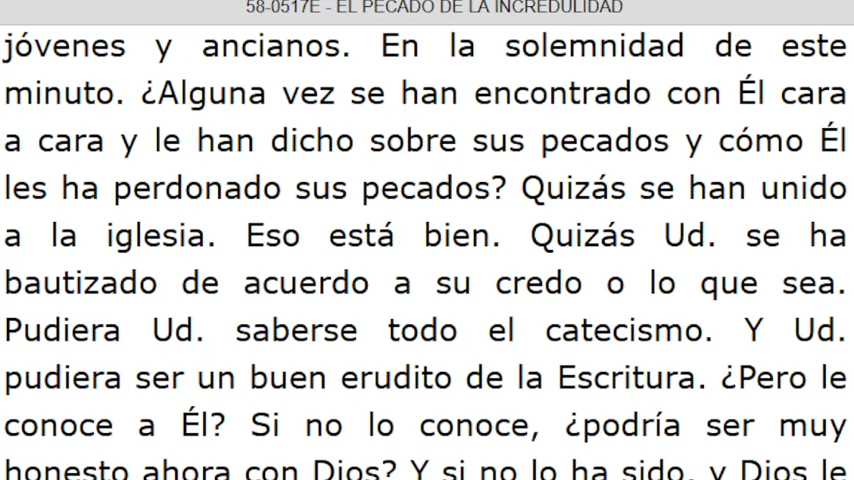 58-0517E - EL PECADO DE LA INCREDULIDAD
jóvenes y ancianos. En la solemnidad de este
minuto. ¿Alguna vez se han encontrado con Él cara
a cara y le han dicho sobre sus pecados y cómo Él
les ha perdonado sus pecados? Quizás se han unido
a la iglesia. Eso está bien. Quizás Ud. se ha
bautizado de acuerdo a su credo o lo que sea.
Pudiera Ud. saberse todo el catecismo. Y Ud.
pudiera ser un buen erudito de la Escritura. ¿Pero le
conoce a Él? Si no lo conoce, ¿podría ser muy
honesto ahora con Dios? Y si no lo ha sido, y Dios le